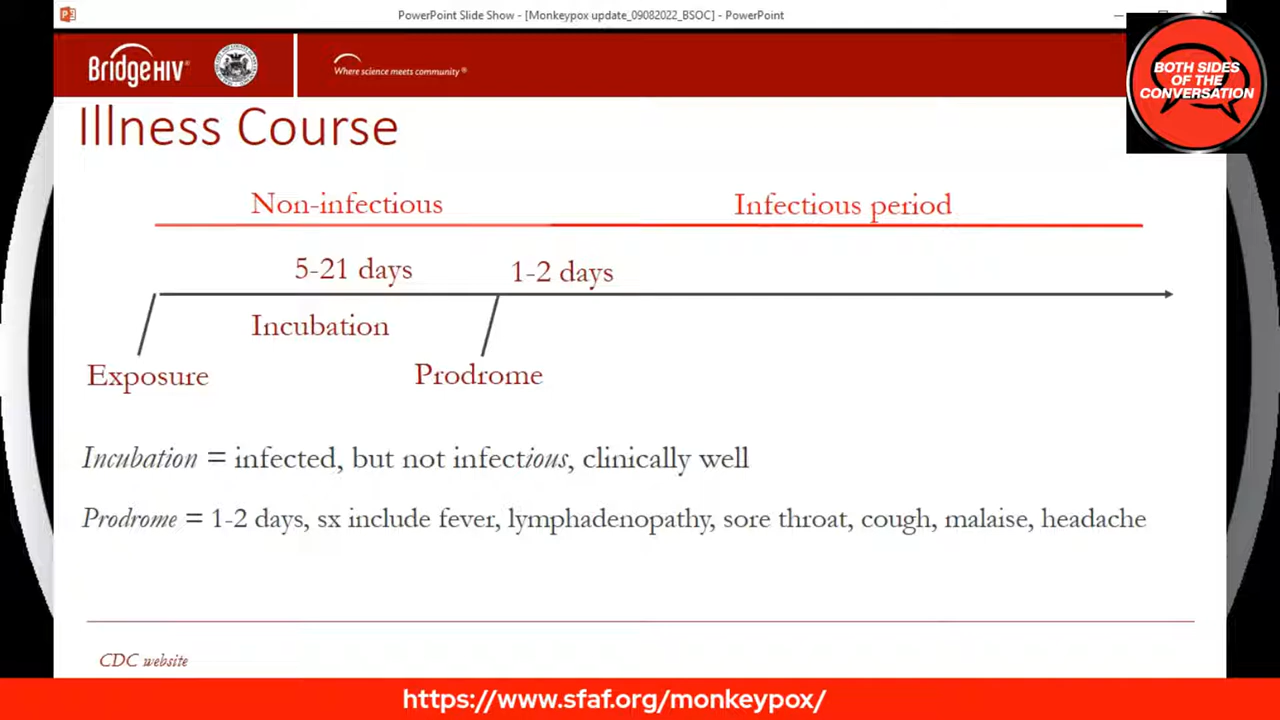 PowerPoint Slide Show - [Monkeypox update_09082022_BSOC] - PowerPoint
BridgeHIV®
Where science meets community®
BOTH SIDES
OF THE
CONVERSATION
Illness Course
Non-infectious
Infectious period
5-21 days
1-2 days
Incubation
Exposure
Prodrome
Incubation = infected, but not infectious, clinically well
Prodrome = 1-2 days, sx include fever, lymphadenopathy, sore throat, cough, malaise, headache
CDC website
https://www.sfaf.org/monkeypox/